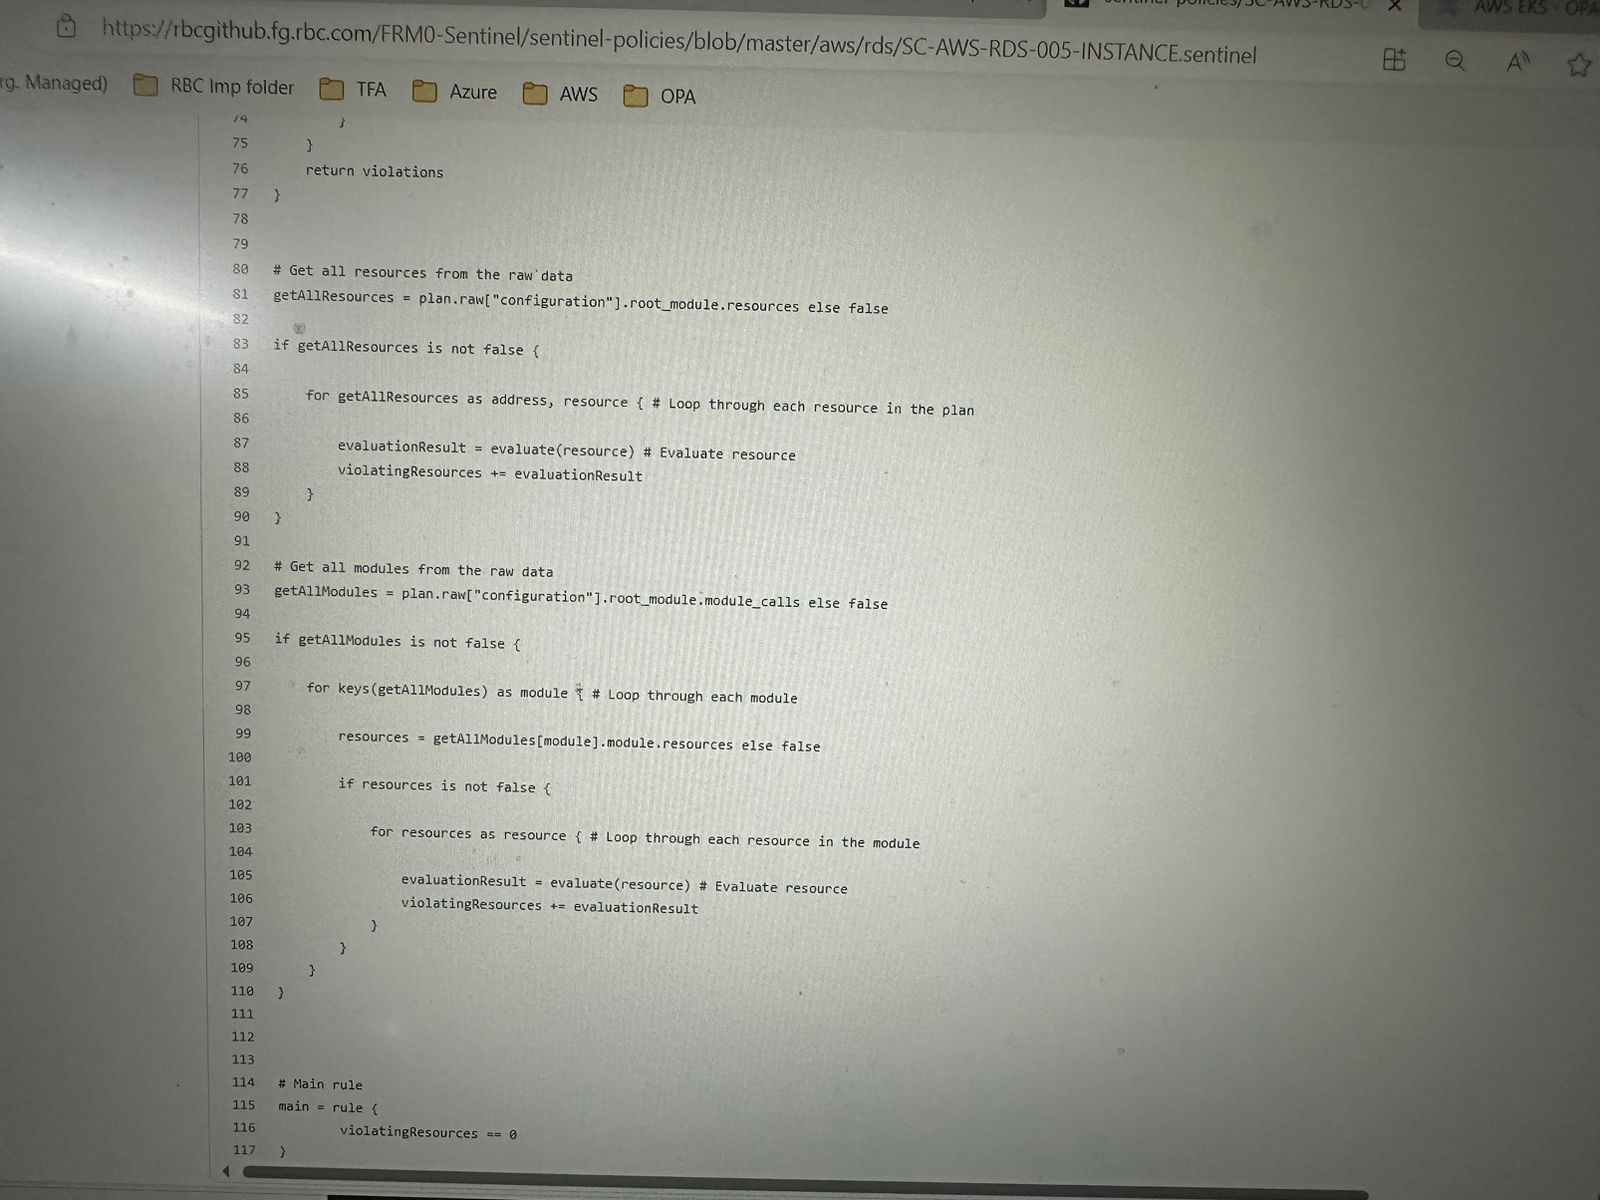 AWS EKS - OPA
https://rbcgithub.fg.rbc.com/FRM0-Sentinel/sentinel-policies/blob/master/aws/rds/SC-AWS-RDS-005-INSTANCE.sentinel
rg. Managed) RBC Imp folder TFA Azure AWS OPA
74 }
75 }
76 return violations
77 }
78
79
80 # Get all resources from the raw data
81 getAllResources = plan.raw["configuration"].root_module.resources else false
82
83 if getAllResources is not false {
84
85 for getAllResources as address, resource { # Loop through each resource in the plan
86
87 evaluationResult = evaluate(resource) # Evaluate resource
88 violatingResources += evaluationResult
89 }
90 }
91
92 # Get all modules from the raw data
93 getAllModules = plan.raw["configuration"].root_module.module_calls else false
94
95 if getAllModules is not false {
96
97 for keys(getAllModules) as module { # Loop through each module
98
99 resources = getAllModules[module].module.resources else false
100
101 if resources is not false {
102
103 for resources as resource { # Loop through each resource in the module
104
105 evaluationResult = evaluate(resource) # Evaluate resource
106 violatingResources += evaluationResult
107 }
108 }
109 }
110 }
111
112
113
114 # Main rule
115 main = rule {
116 violatingResources == 0
117 }